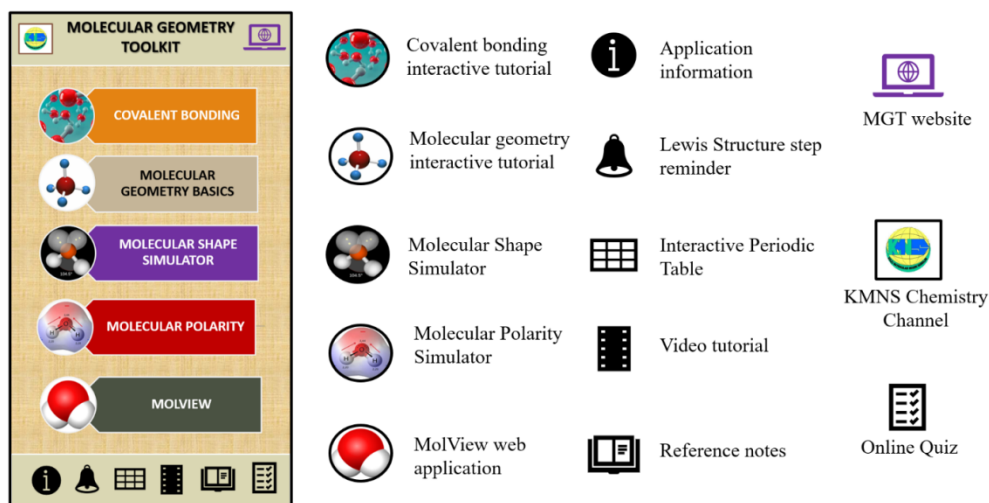 MOLECULAR GEOMETRY
TOOLKIT
COVALENT BONDING
MOLECULAR
GEOMETRY BASICS
MOLECULAR SHAPE
SIMULATOR
MOLECULAR POLARITY
MOLVIEW
Covalent bonding
interactive tutorial
Molecular geometry
interactive tutorial
Molecular Shape
Simulator
Molecular Polarity
Simulator
MolView web
application
Application
information
Lewis Structure step
reminder
Interactive Periodic
Table
Video tutorial
Reference notes
MGT website
KMNS Chemistry
Channel
Online Quiz